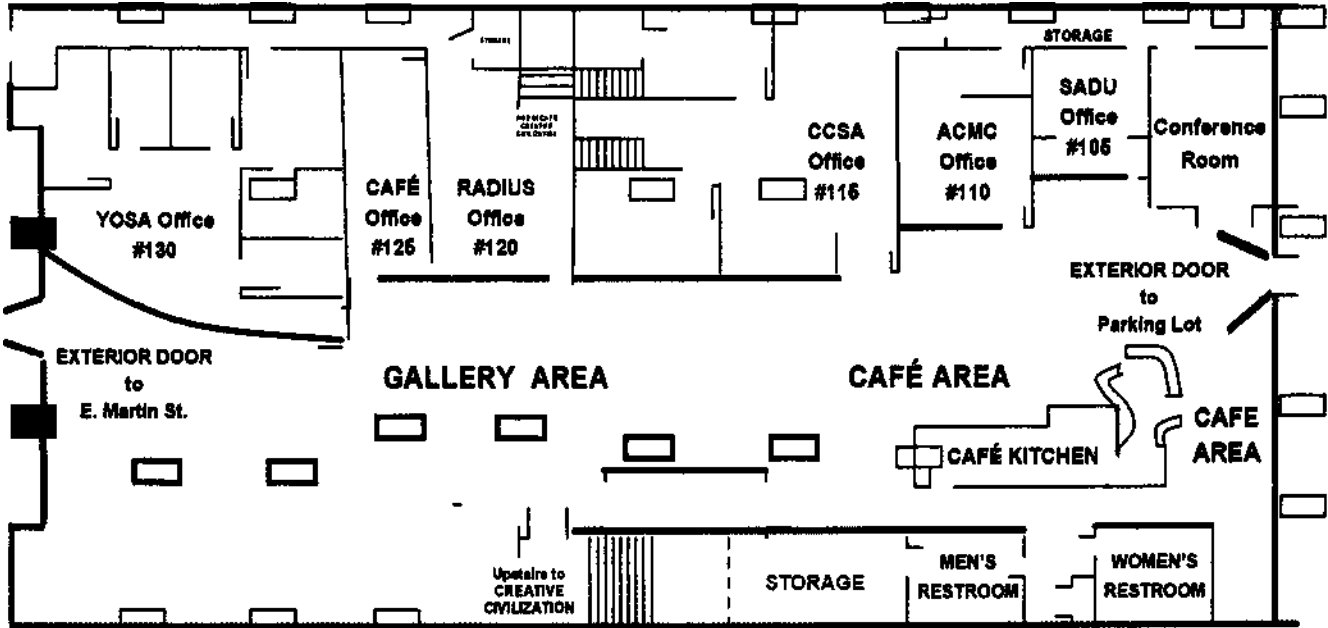 STORAGE
STORAGE
SADU
Office
#105
CCSA
Office
#115
ACMC
Office
#110
Conference
Room
CAFÉ
Office
#125
RADIUS
Office
#120
YOSA Office
#130
EXTERIOR DOOR
to
Parking Lot
EXTERIOR DOOR
to
E. Martin St.
GALLERY AREA
CAFÉ AREA
CAFE
AREA
CAFÉ KITCHEN
Upstairs to
CREATIVE
CIVILIZATION
STORAGE
MEN'S
RESTROOM
WOMEN'S
RESTROOM